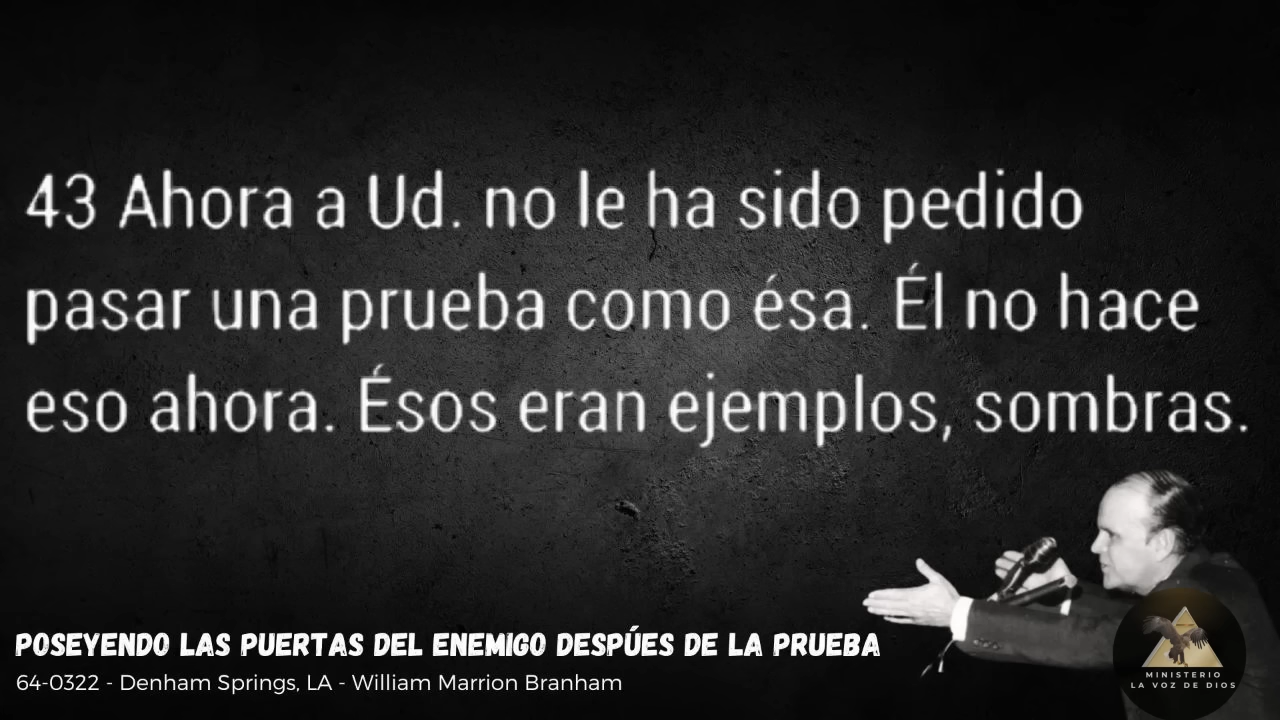 43 Ahora a Ud. no le ha sido pedido
pasar una prueba como ésa. Él no hace
eso ahora. Ésos eran ejemplos, sombras.
POSEYENDO LAS PUERTAS DEL ENEMIGO DESPÚES DE LA PRUEBA
64-0322 - Denham Springs, LA - William Marrion Branham
MINISTERIO
LA VOZ DE DIOS